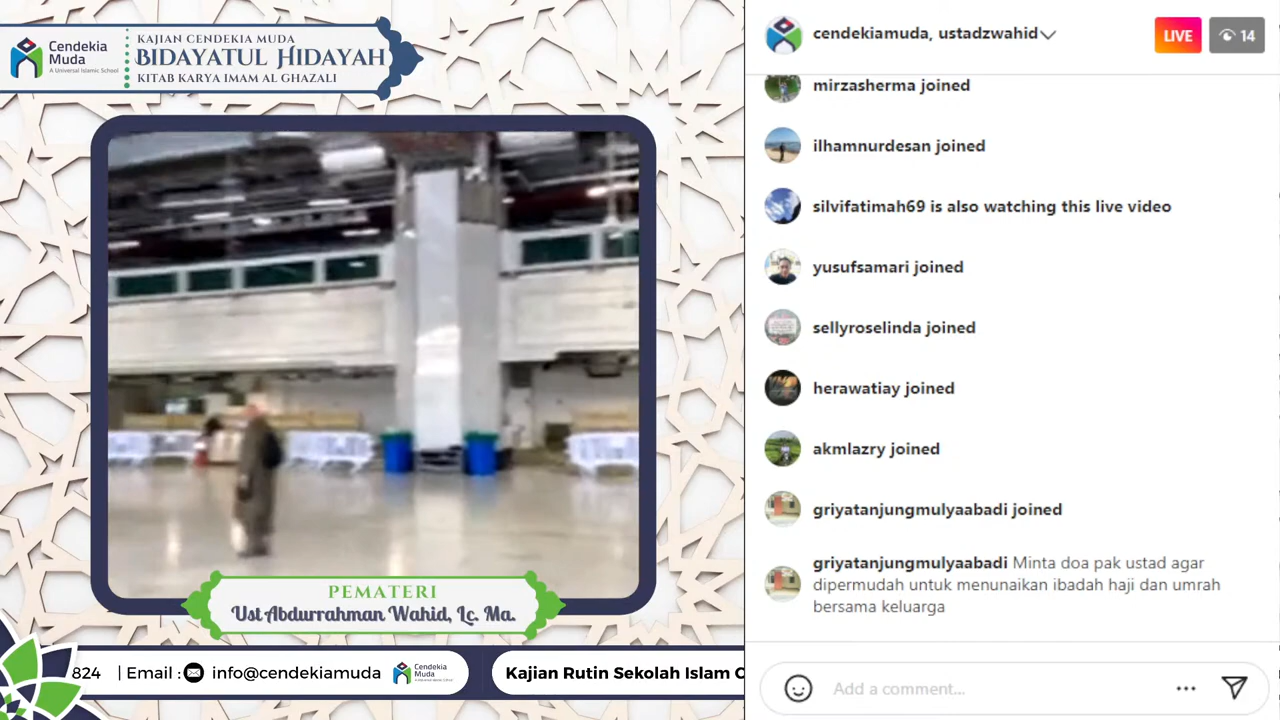 Cendekia
Muda
A Universal Islamic School
KAJIAN CENDEKIA MUDA
BIDAYATUL HIDAYAH
KITAB KARYA IMAM AL GHAZALI
PEMATERI
Ust Abdurrahman Wahid, Lc. Ma.
824 | Email : info@cendekiamuda
Cendekia
Muda
Kajian Rutin Sekolah Islam
cendekiamuda, ustadzwahid
LIVE
14
mirzasherma joined
ilhamnurdesan joined
silvifatimah69 is also watching this live video
yusufsamari joined
sellyroselinda joined
herawatiay joined
akmlazry joined
griyatanjungmulyaabadi joined
griyatanjungmulyaabadi Minta doa pak ustad agar
dipermudah untuk menunaikan ibadah haji dan umrah
bersama keluarga
Add a comment...